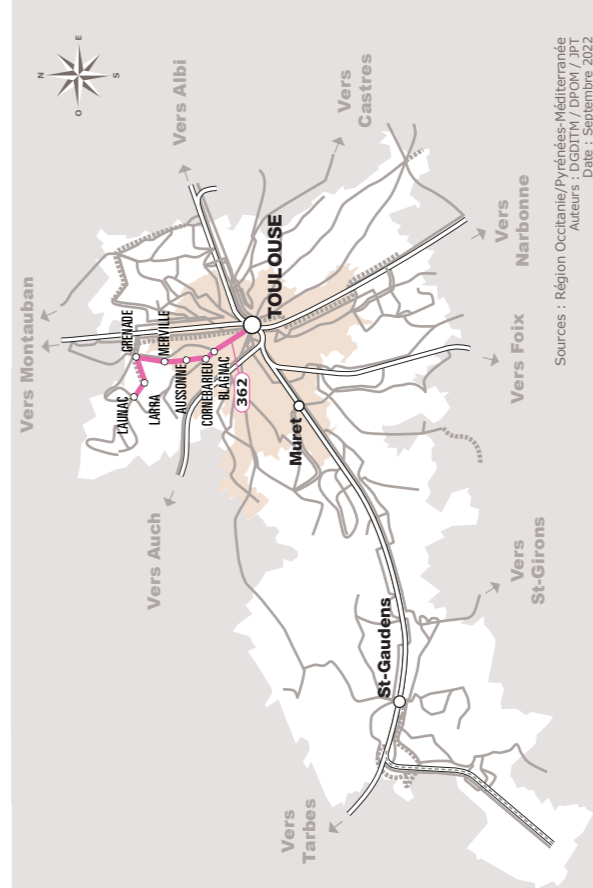 N
E
S
O
Vers Montauban
Vers Albi
Vers
Castres
Vers Auch
LAUNAC
GRENADE
LARRA
MERVILLE
AUSSONNE
CORNEBARIEU
BLAGNAC
362
TOULOUSE
Muret
Vers
Narbonne
Vers Foix
Vers
St-Girons
St-Gaudens
Vers
Tarbes
Sources : Région Occitanie/Pyrénées-Méditerranée
Auteurs : DGDITM / DPOM / JPT
Date : Septembre 2022